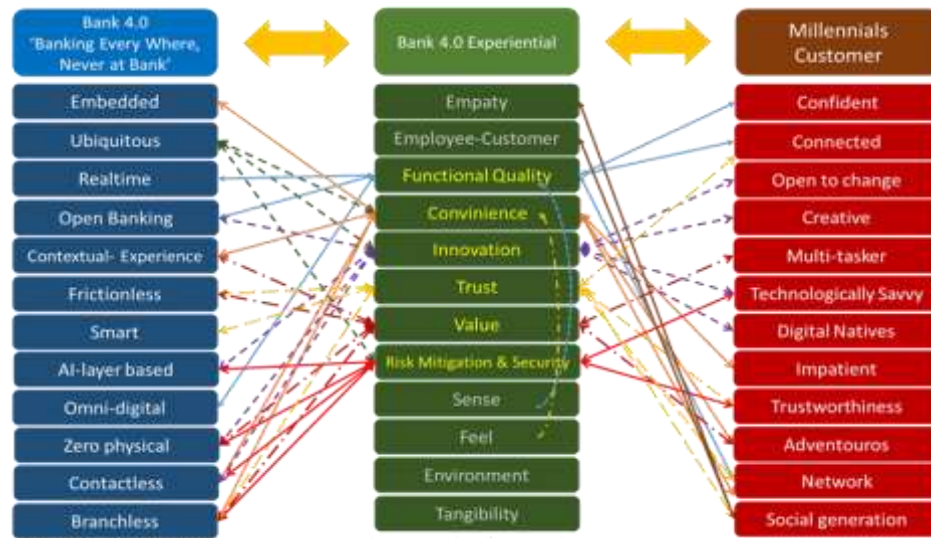 Bank 4.0
'Banking Every Where,
Never at Bank'
Embedded
Ubiquitous
Realtime
Open Banking
Contextual- Experience
Frictionless
Smart
AI-layer based
Omni-digital
Zero physical
Contactless
Branchless
Bank 4.0 Experiential
Empaty
Employee-Customer
Functional Quality
Convinience
Innovation
Trust
Value
Risk Mitigation & Security
Sense
Feel
Environment
Tangibility
Millennials
Customer
Confident
Connected
Open to change
Creative
Multi-tasker
Technologically Savvy
Digital Natives
Impatient
Trustworthiness
Adventouros
Network
Social generation